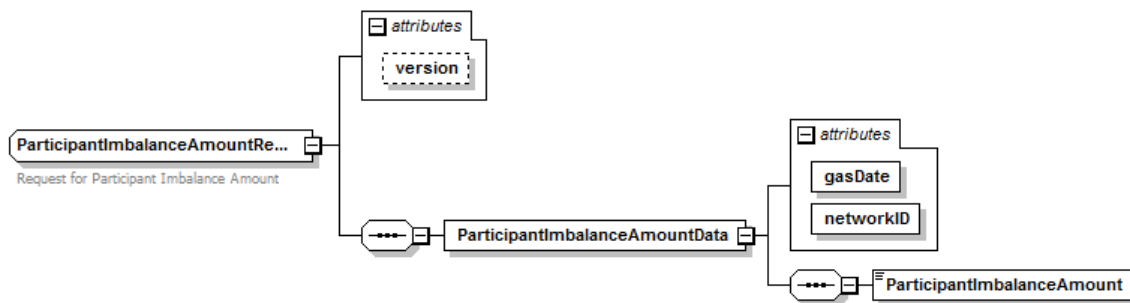 attributes
version
ParticipantImbalanceAmountRe...
Request for Participant Imbalance Amount
attributes
gasDate
networkID
ParticipantImbalanceAmountData
ParticipantImbalanceAmount